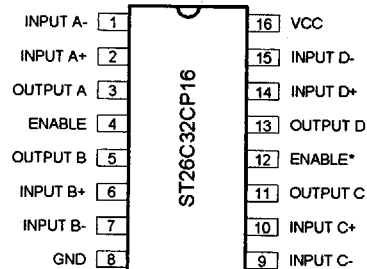 INPUT A- 1
INPUT A+ 2
OUTPUT A 3
ENABLE 4
OUTPUT B 5
INPUT B+ 6
INPUT B- 7
GND 8
ST26C32CP16
16 VCC
15 INPUT D-
14 INPUT D+
13 OUTPUT D
12 ENABLE*
11 OUTPUT C
10 INPUT C+
9 INPUT C-